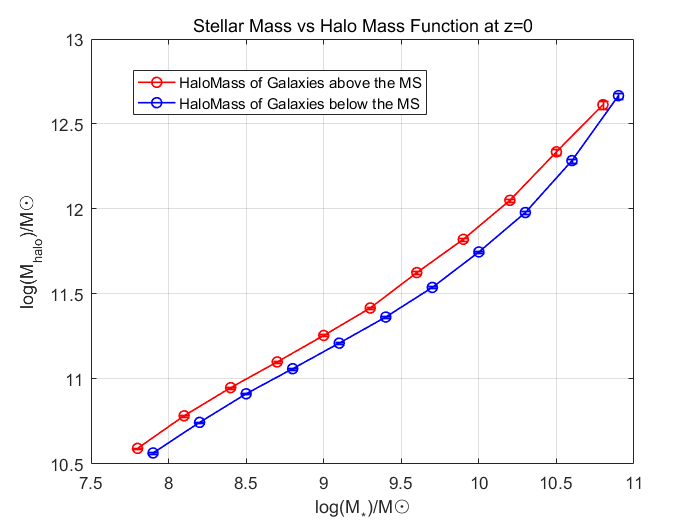 Stellar Mass vs Halo Mass Function at z=0
13
12.5
12
11.5
11
10.5
log(M_halo)/M☉
HaloMass of Galaxies above the MS
HaloMass of Galaxies below the MS
7.5 8 8.5 9 9.5 10 10.5 11
log(M⋆)/M☉